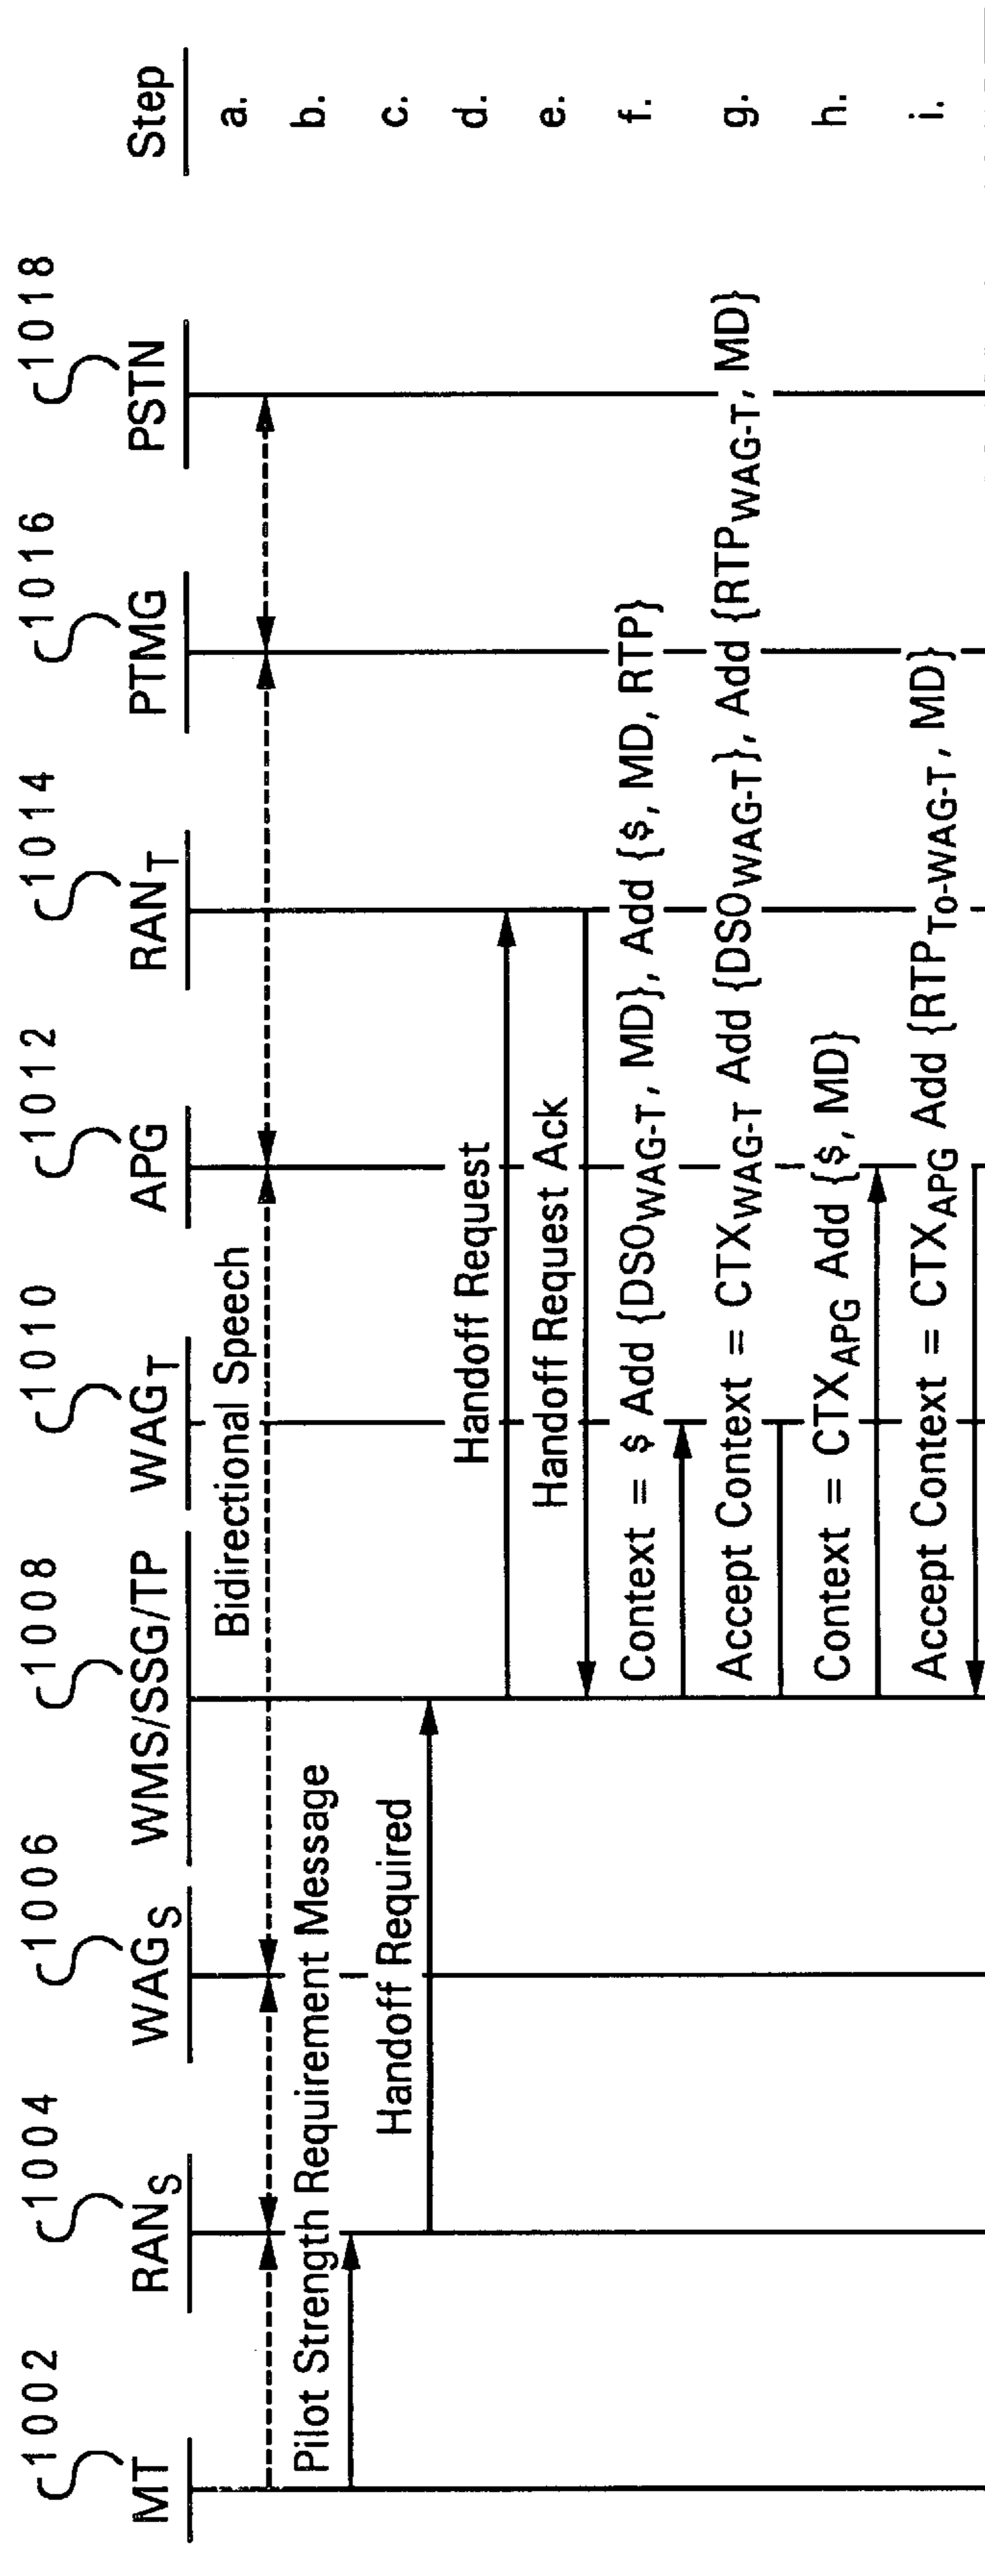 1002 1004 1006 1008 1010 1012 1014 1016 1018
MT RANS WAGS WMS/SSG/TP WAGT APG RANT PTMG PSTN Step
Bidirectional Speech a.
Pilot Strength Requirement Message b.
Handoff Required c.
Handoff Request d.
Handoff Request Ack e.
Context = $ Add {DSOWAG-T, MD}, Add {$, MD, RTP} f.
Accept Context = CTXWAG-T Add {DSOWAG-T}, Add {RTPWAG-T, MD} g.
Context = CTXAPG Add {$, MD} h.
Accept Context = CTXAPG Add {RTPTo-WAG-T, MD} i.